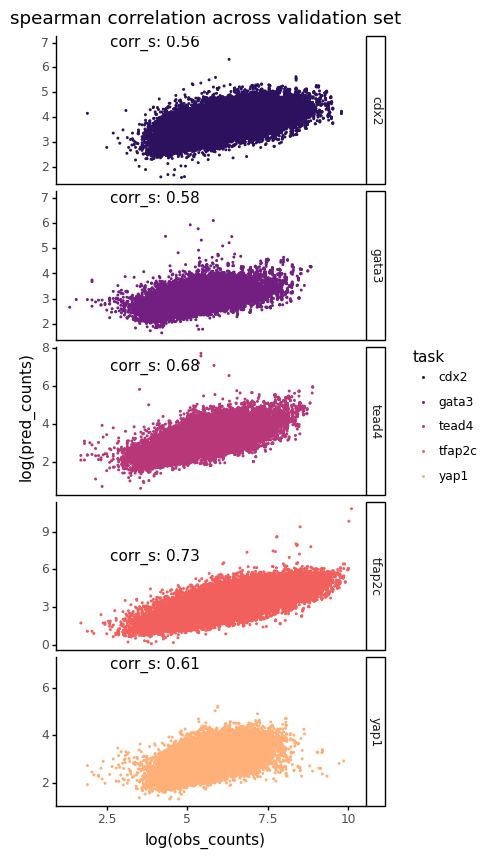 spearman correlation across validation set
corr_s: 0.56
7
6
5
4
3
2
cdx2
corr_s: 0.58
7
6
5
4
3
2
gata3
corr_s: 0.68
8
6
4
2
tead4
corr_s: 0.73
9
6
3
0
tfap2c
corr_s: 0.61
6
4
2
yap1
2.5 5 7.5 10
log(obs_counts)
log(pred_counts)
task
cdx2
gata3
tead4
tfap2c
yap1